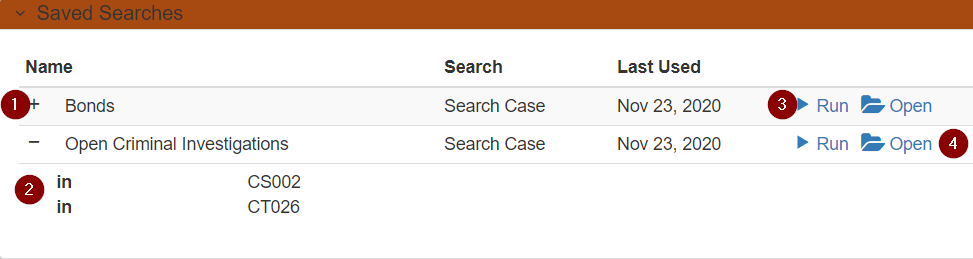 Saved Searches
Name Search Last Used
1 + Bonds Search Case Nov 23, 2020 3 Run Open
− Open Criminal Investigations Search Case Nov 23, 2020 Run Open 4
2 in CS002
in CT026